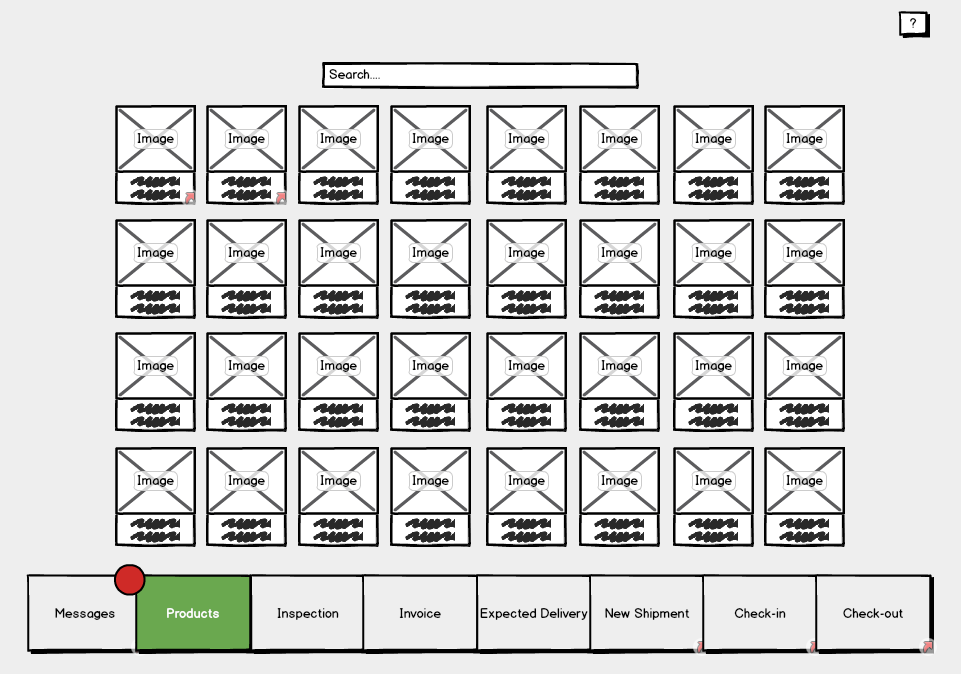 ?
Search....
Image Image Image Image Image Image Image Image
Image Image Image Image Image Image Image Image
Image Image Image Image Image Image Image Image
Image Image Image Image Image Image Image Image
Messages Products Inspection Invoice Expected Delivery New Shipment Check-in Check-out